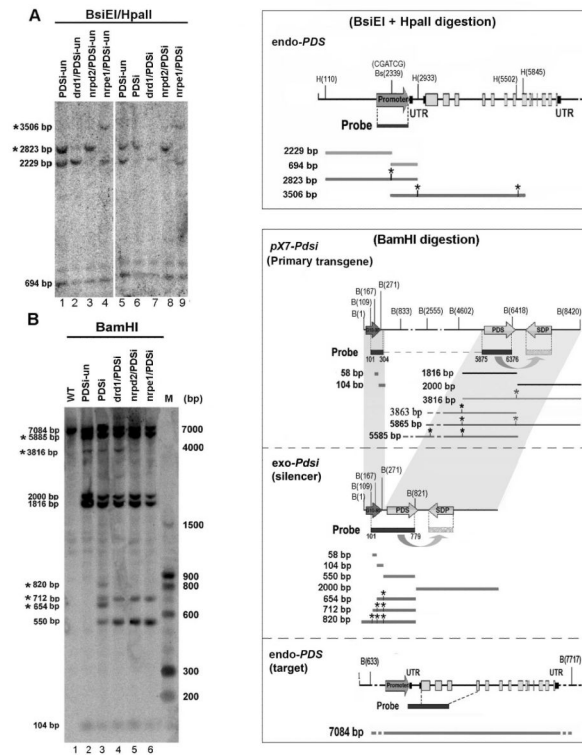 A
BsiEI/HpaII
PDSi-un
drd1/PDSi-un
nrpd2/PDSi-un
nrpe1/PDSi-un
PDSi-un
PDSi
drd1/PDSi
nrpd2/PDSi
nrpe1/PDSi
*3506 bp
*2823 bp
2229 bp
694 bp
1 2 3 4 5 6 7 8 9
B
BamHI
WT
PDSi-un
PDSi
drd1/PDSi
nrpd2/PDSi
nrpe1/PDSi
M
(bp)
7084 bp
*5885 bp
*3816 bp
2000 bp
1816 bp
*820 bp
*712 bp
*654 bp
550 bp
104 bp
7000
4000
1500
900
800
600
300
200
1 2 3 4 5 6
(BsiEI + HpaII digestion)
endo-PDS
(CGATCG)
H(110)
Bs(2339)
H(2933)
H(5502)
H(5845)
Promoter
UTR
UTR
Probe
2229 bp
694 bp
2823 bp
*
3506 bp
* *
pX7-Pdsi
(BamHI digestion)
(Primary transgene)
B(167)
B(109)
B(1)
B(271)
B(833)
B(2555)
B(4602)
B(6418)
B(8420)
PDS
SDP
Probe
101 304
5875 6376
58 bp
104 bp
1816 bp
2000 bp
3816 bp
*
3863 bp
*
5865 bp
* *
5585 bp
* *
exo-Pdsi
(silencer)
B(167)
B(109)
B(1)
B(271)
B(821)
PDS
SDP
Probe
101
779
58 bp
104 bp
550 bp
2000 bp
654 bp
*
712 bp
**
820 bp
***
endo-PDS
(target)
B(633)
UTR
UTR
B(7717)
Promoter
Probe
7084 bp